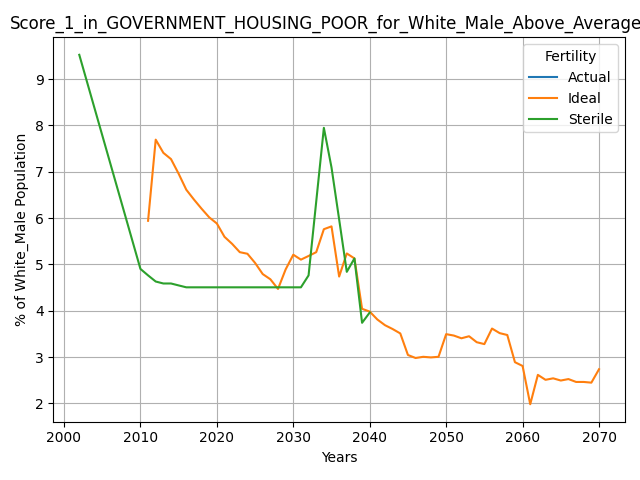 Score_1_in_GOVERNMENT_HOUSING_POOR_for_White_Male_Above_Average
Fertility
Actual
Ideal
Sterile
% of White_Male Population
9
8
7
6
5
4
3
2
2000 2010 2020 2030 2040 2050 2060 2070
Years